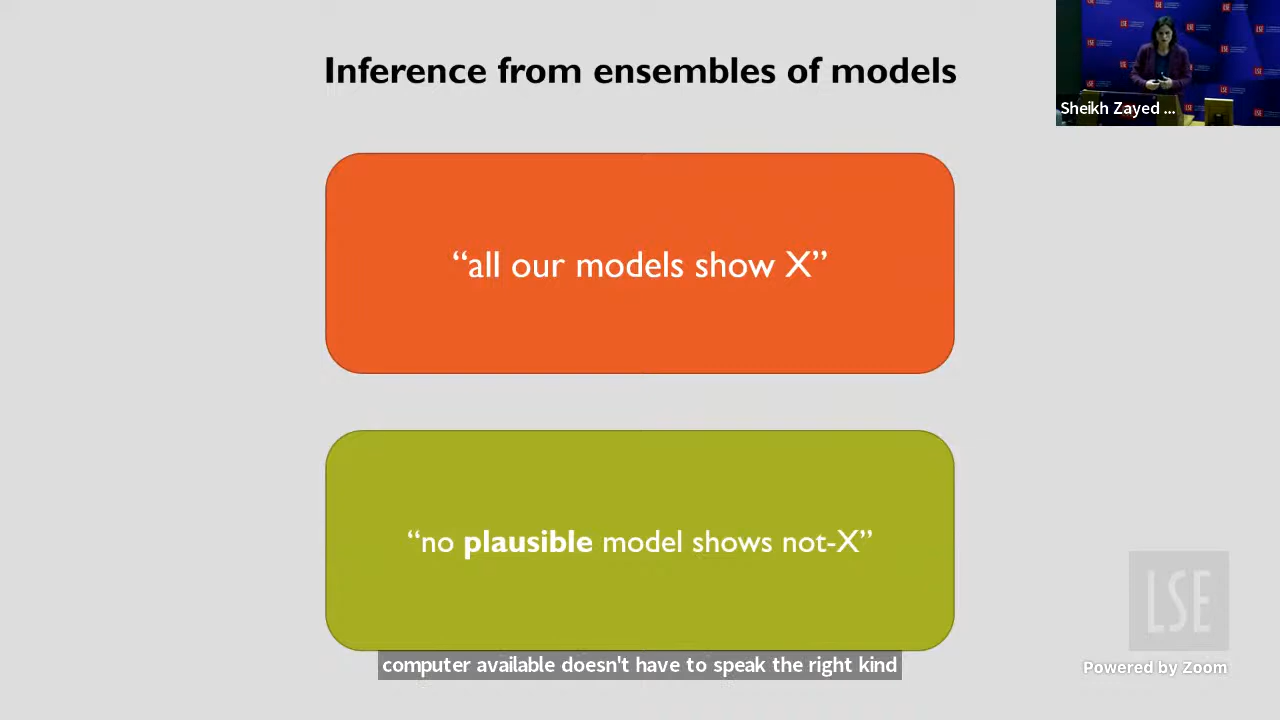 Inference from ensembles of models
Sheikh Zayed ...
“all our models show X”
“no plausible model shows not-X”
LSE
computer available doesn't have to speak the right kind
Powered by Zoom